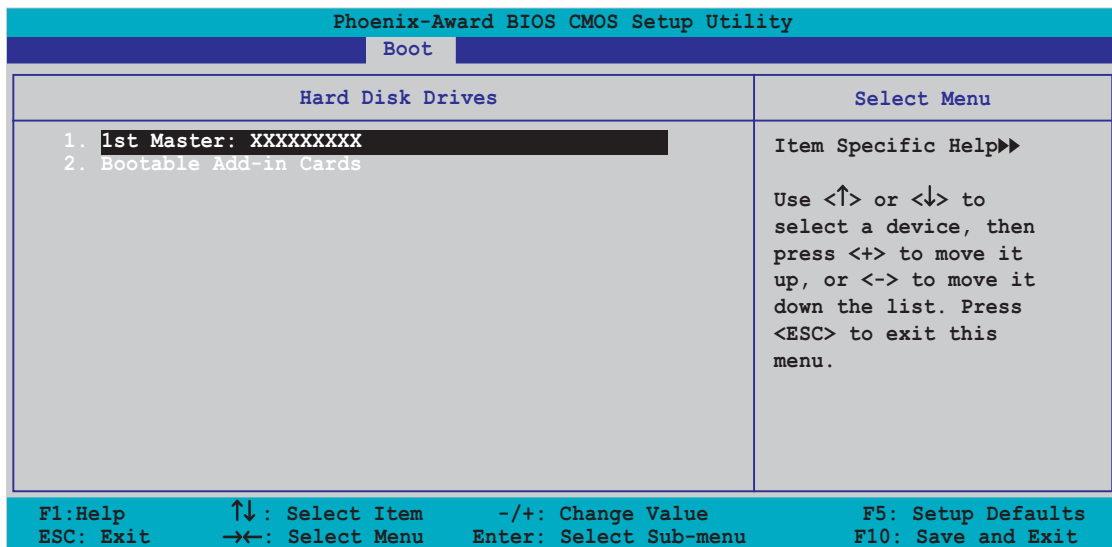 Phoenix-Award BIOS CMOS Setup Utility
Boot
Hard Disk Drives
Select Menu
1. 1st Master: XXXXXXXXX
2. Bootable Add-in Cards
Item Specific Help▶▶
Use <↑> or <↓> to
select a device, then
press <+> to move it
up, or <-> to move it
down the list. Press
<ESC> to exit this
menu.
F1:Help ↑↓: Select Item -/+: Change Value F5: Setup Defaults
ESC: Exit →←: Select Menu Enter: Select Sub-menu F10: Save and Exit